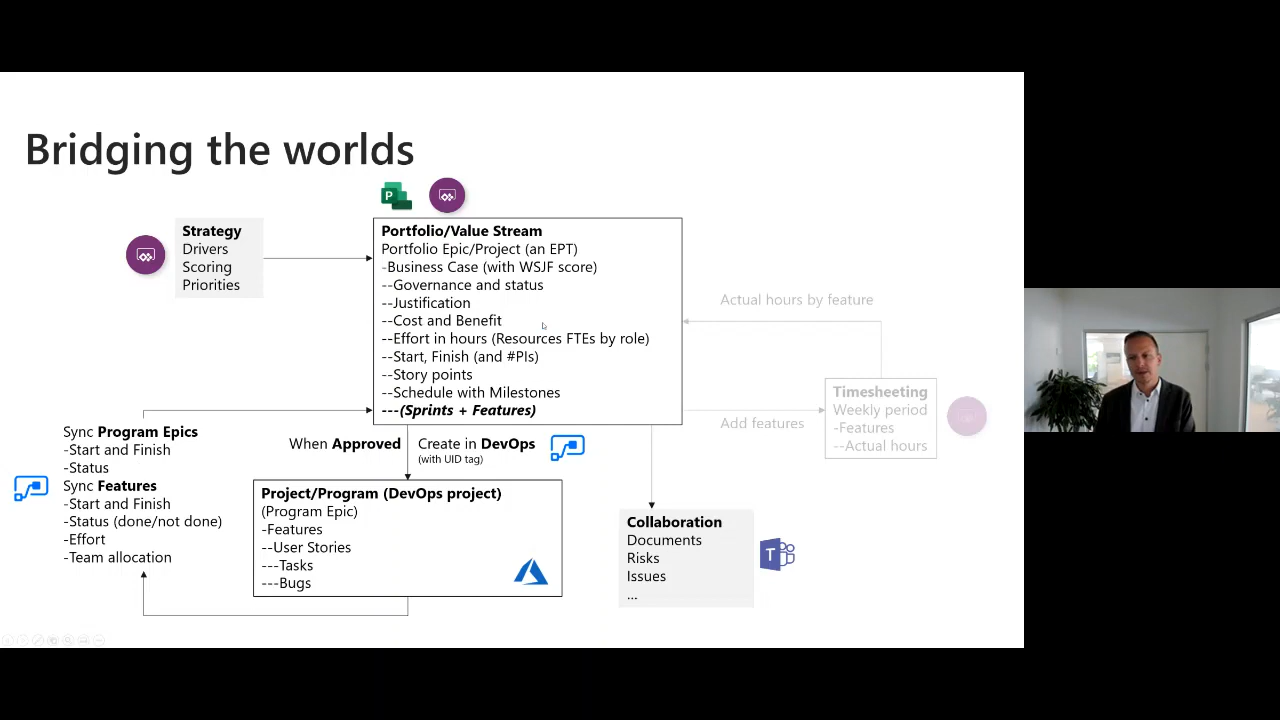 Bridging the worlds
Strategy
Drivers
Scoring
Priorities
P
Portfolio/Value Stream
Portfolio Epic/Project (an EPT)
-Business Case (with WSJF score)
--Governance and status
--Justification
--Cost and Benefit
--Effort in hours (Resources FTEs by role)
--Start, Finish (and #PIs)
--Story points
--Schedule with Milestones
---(Sprints + Features)
Actual hours by feature
Timesheeting
Weekly period
-Features
--Actual hours
Add features
Sync Program Epics
-Start and Finish
-Status
Sync Features
-Start and Finish
-Status (done/not done)
-Effort
-Team allocation
When Approved
Create in DevOps
(with UID tag)
Project/Program (DevOps project)
(Program Epic)
-Features
--User Stories
---Tasks
---Bugs
Collaboration
Documents
Risks
Issues
...
T